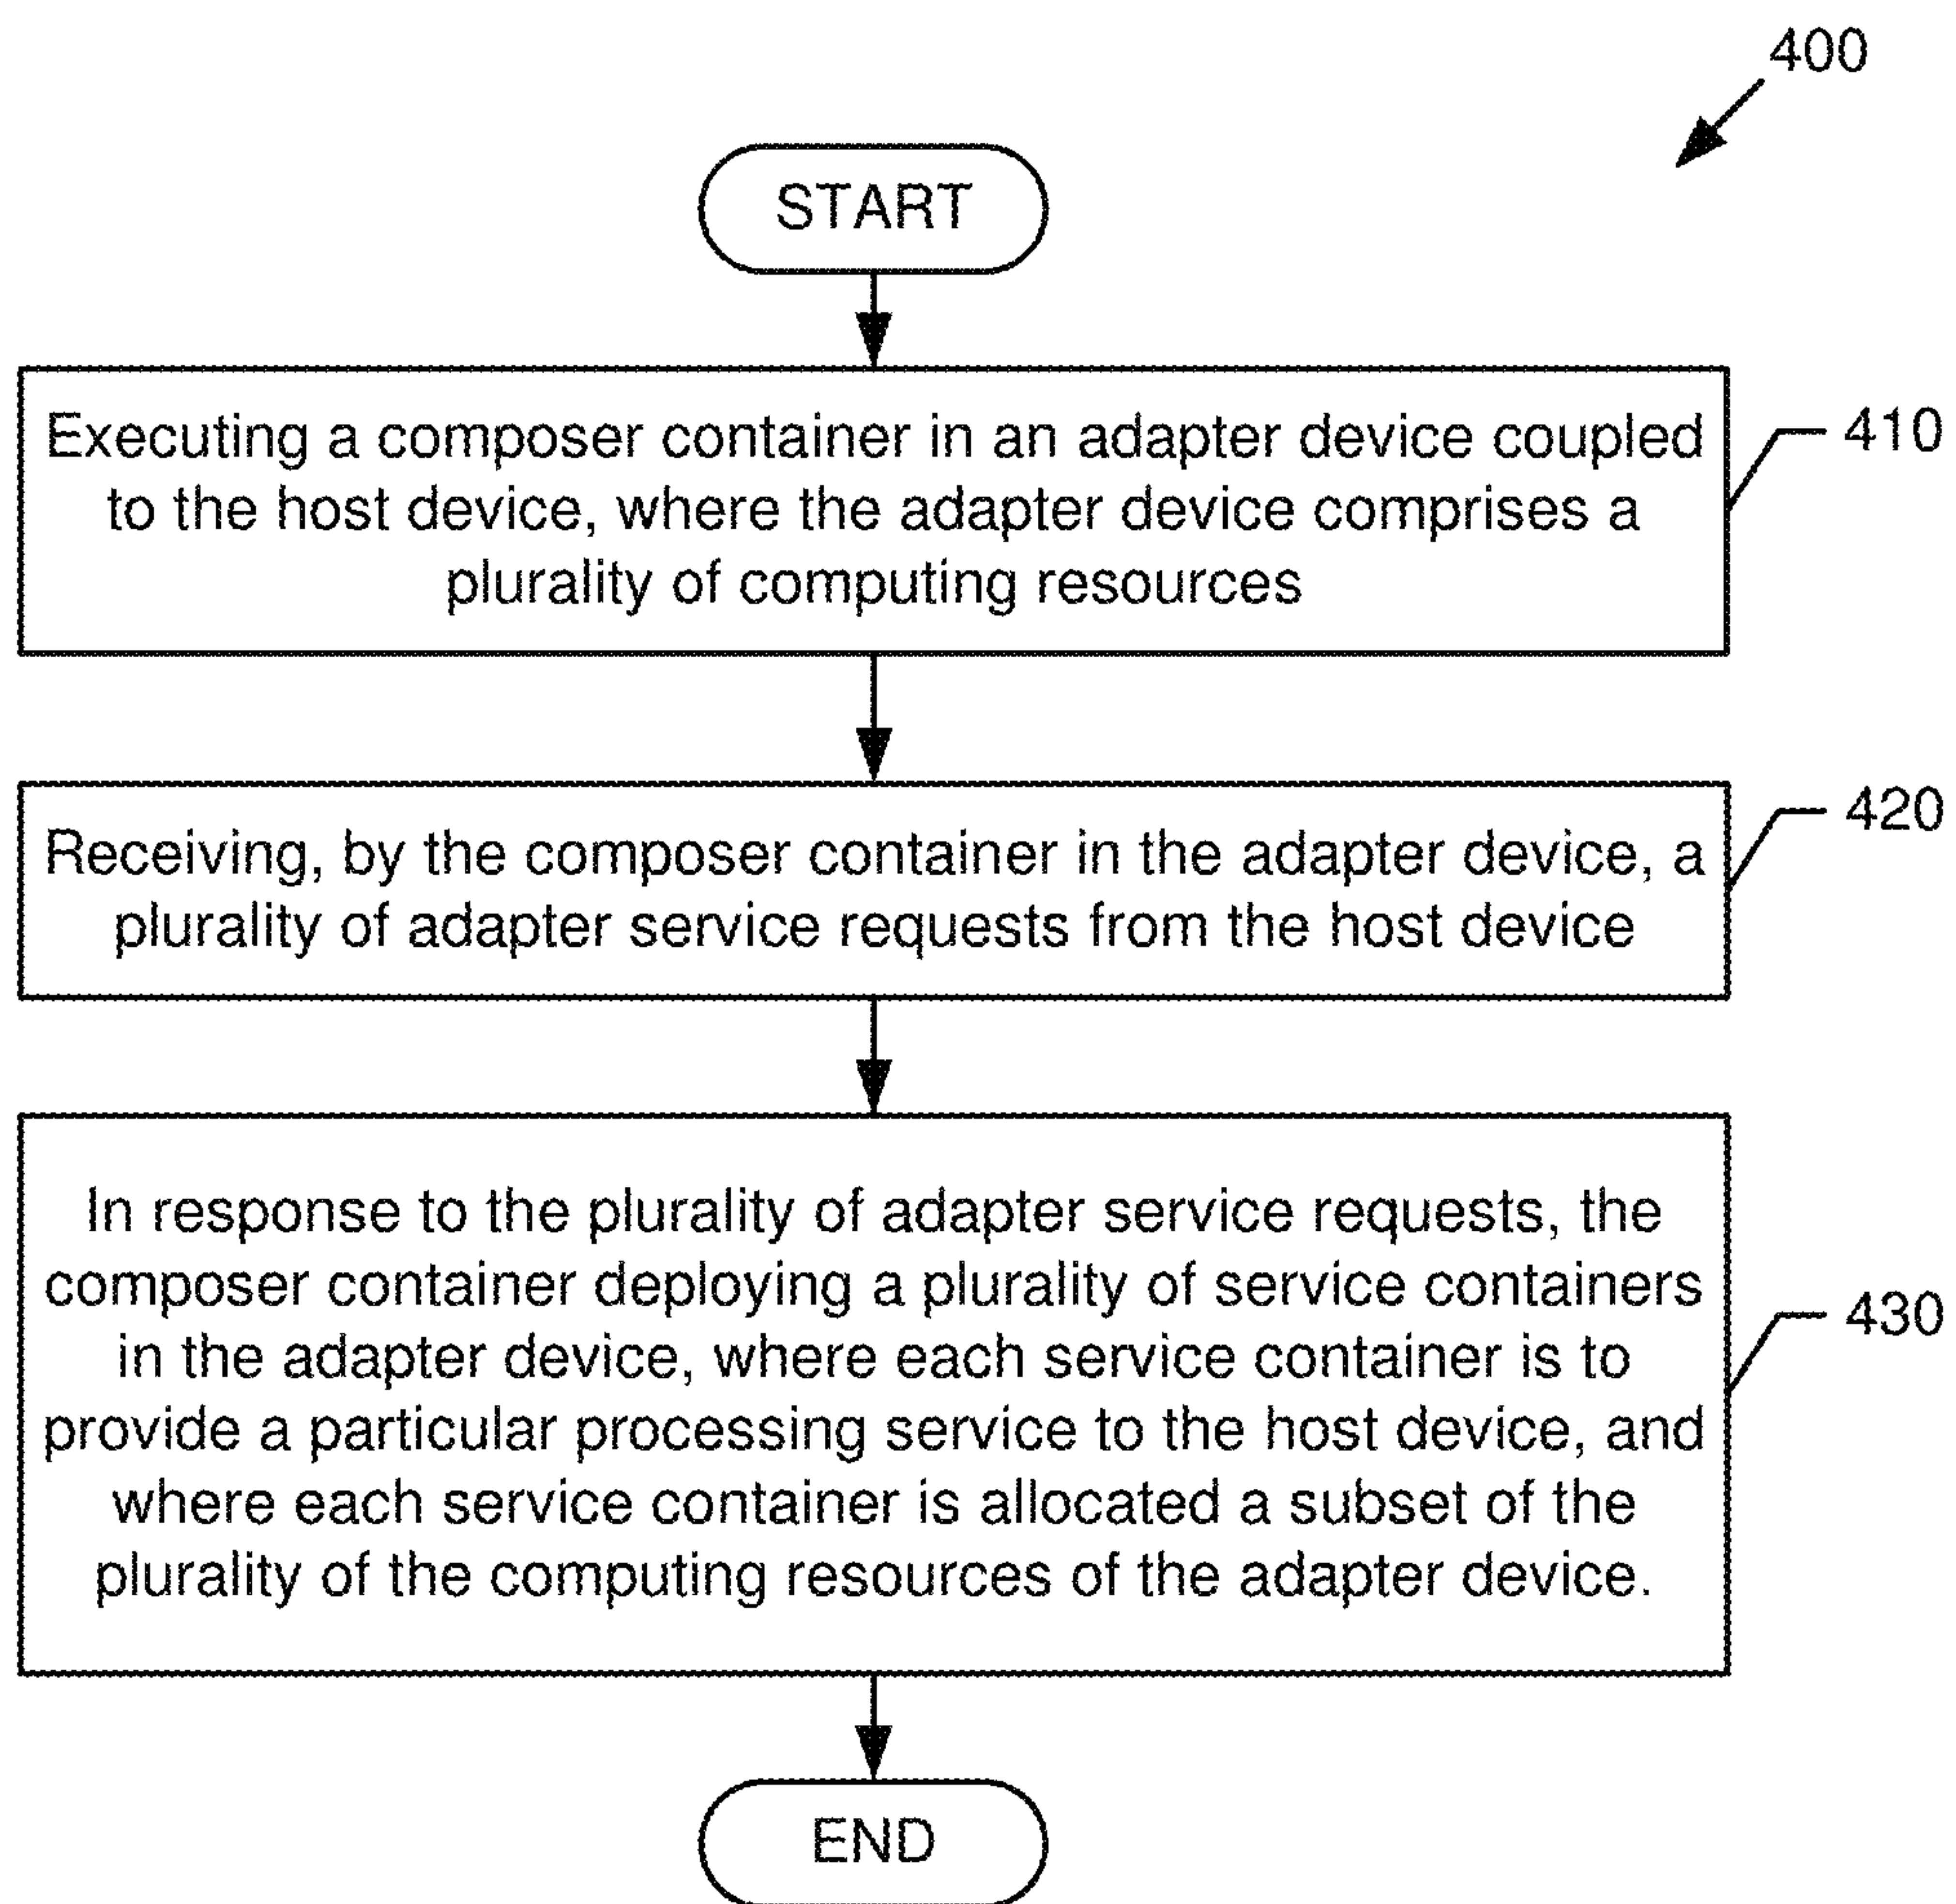 400
START
Executing a composer container in an adapter device coupled
to the host device, where the adapter device comprises a
plurality of computing resources
410
Receiving, by the composer container in the adapter device, a
plurality of adapter service requests from the host device
420
In response to the plurality of adapter service requests, the
composer container deploying a plurality of service containers
in the adapter device, where each service container is to
provide a particular processing service to the host device, and
where each service container is allocated a subset of the
plurality of the computing resources of the adapter device.
430
END